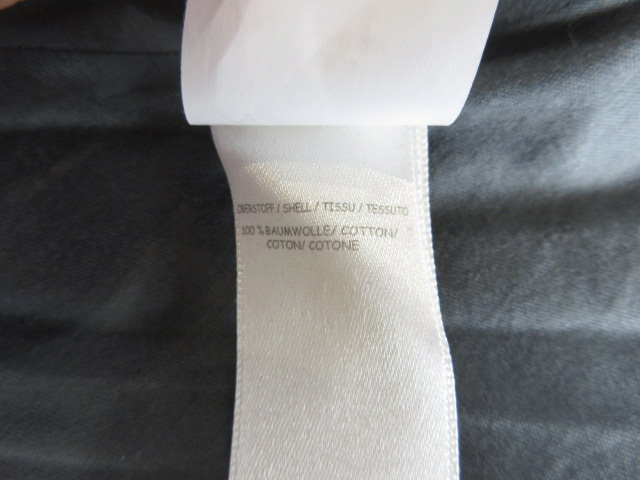 OBERSTOFF / SHELL / TISSU / TESSUTO
100 % BAUMWOLLE/ COTTON/
COTON/ COTONE